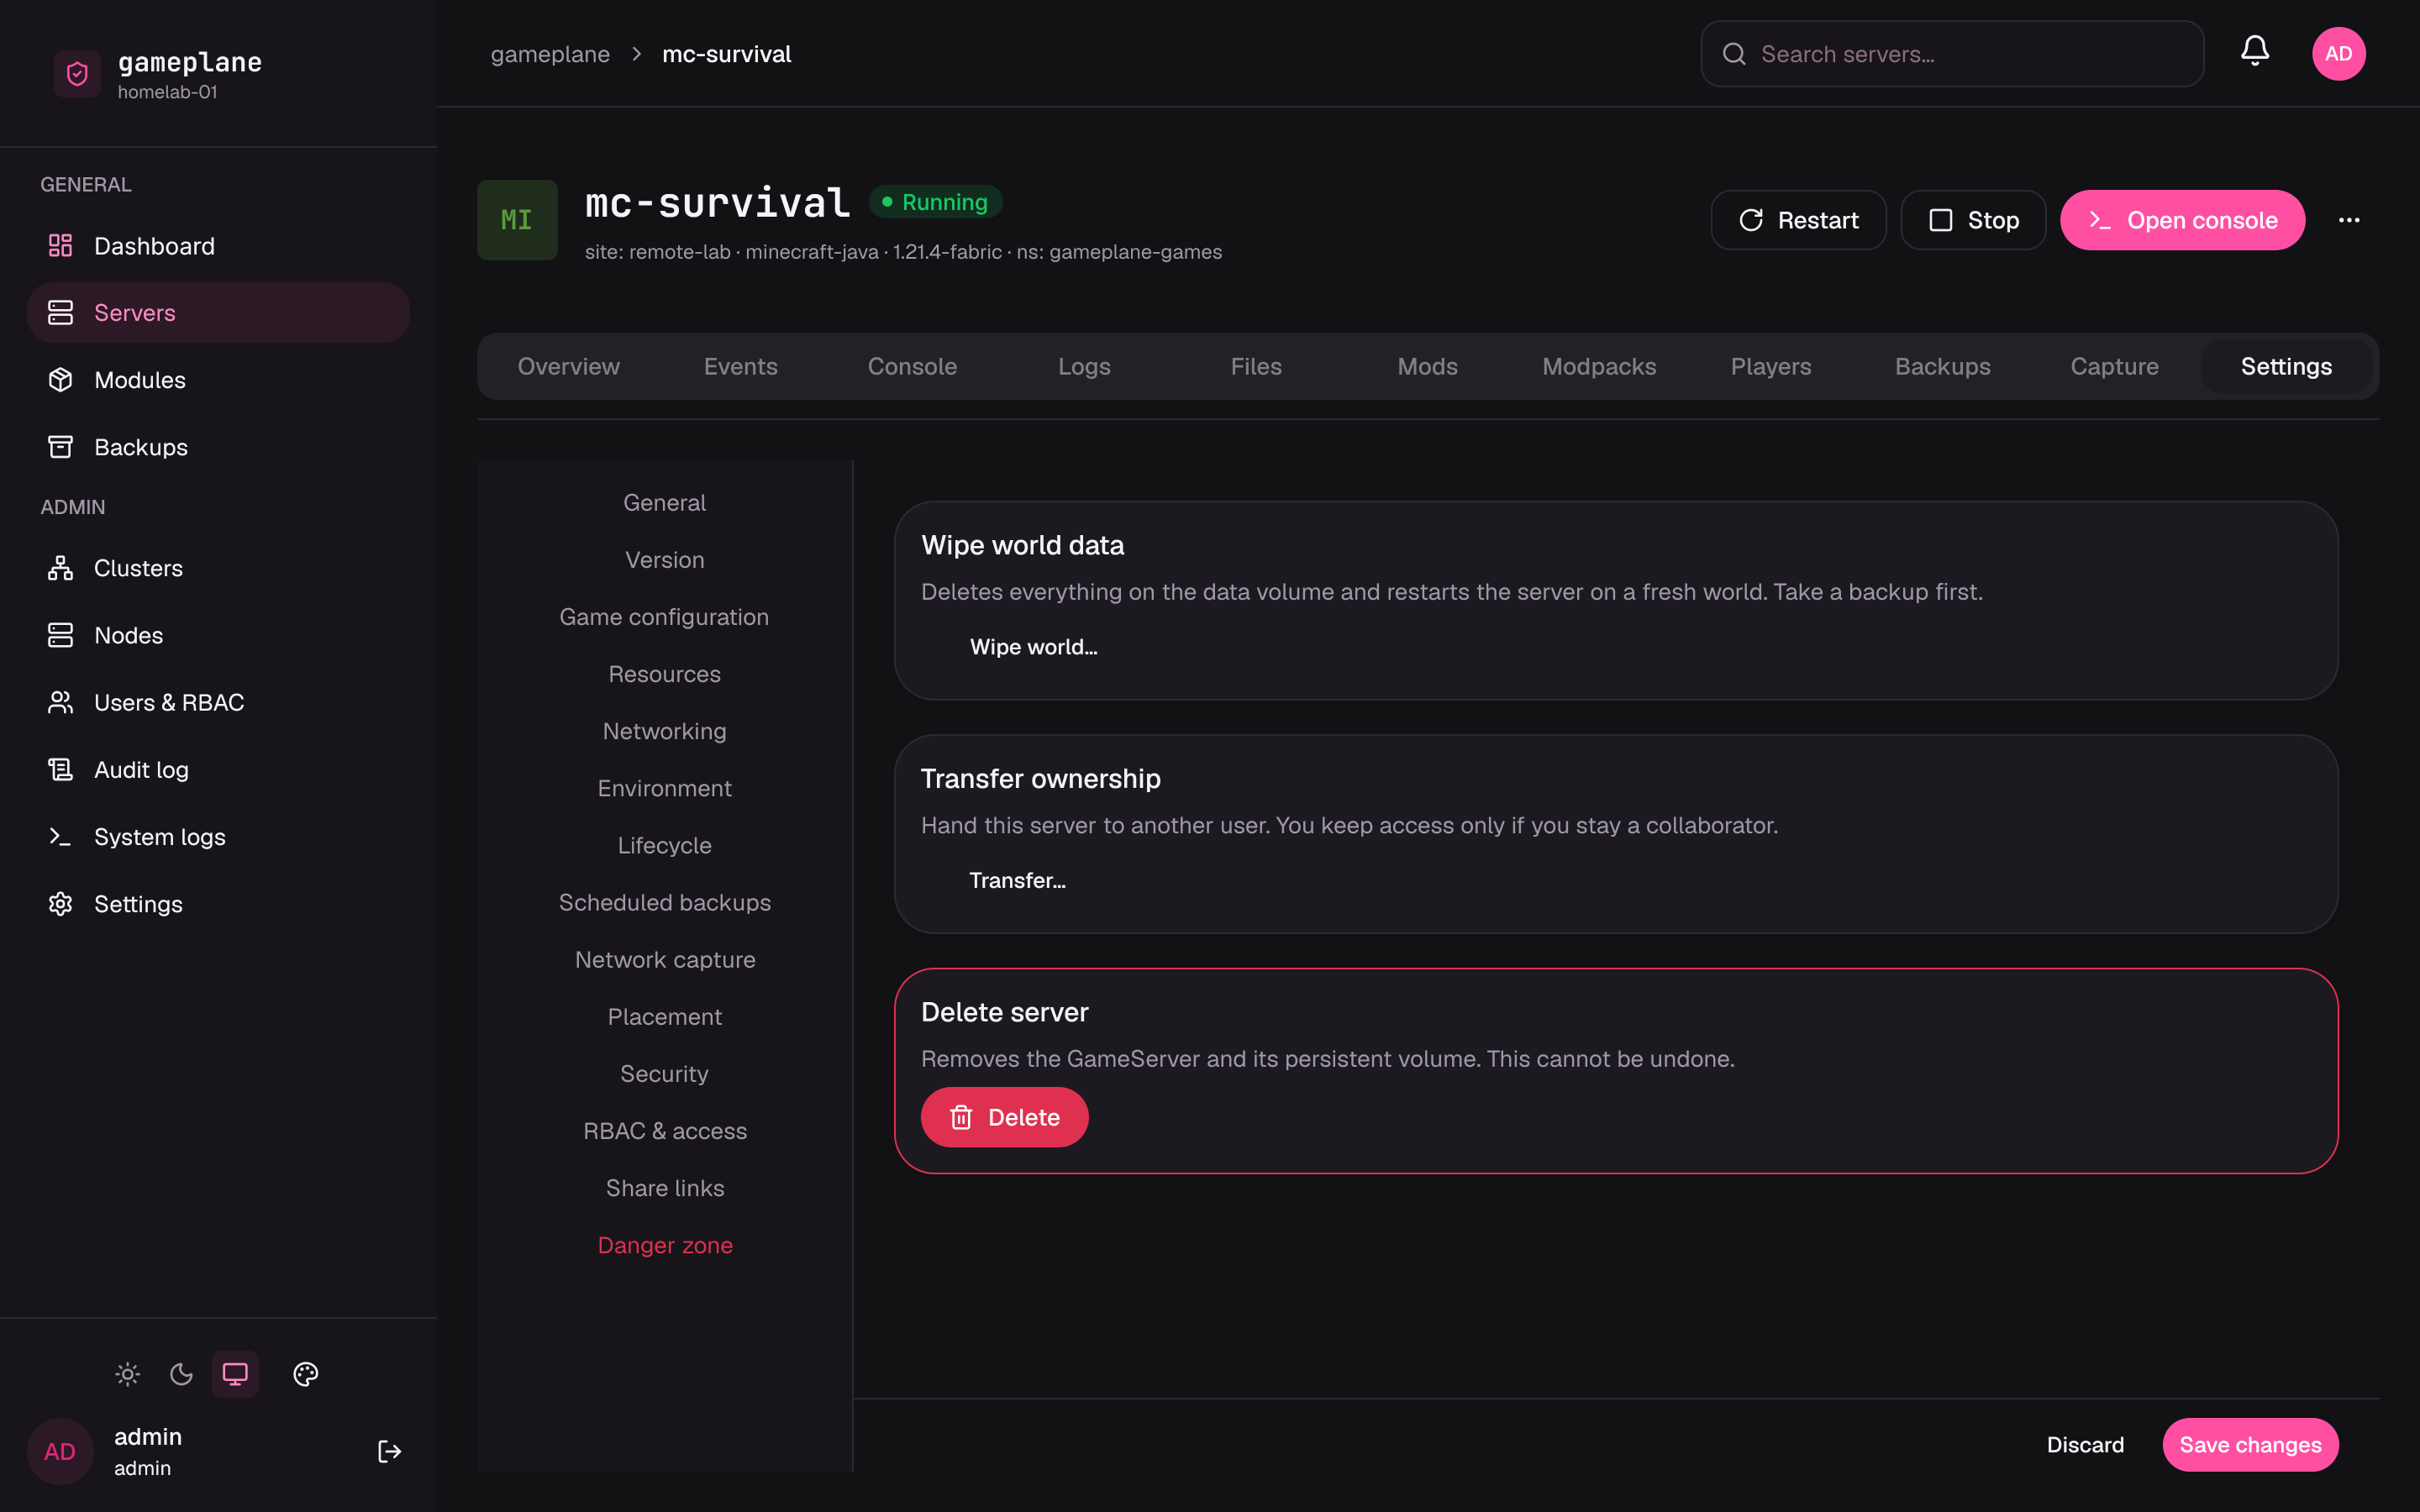 gameplane
homelab-01
GENERAL
Dashboard
Servers
Modules
Backups
ADMIN
Clusters
Nodes
Users & RBAC
Audit log
System logs
Settings
AD
admin
admin
gameplane > mc-survival
Search servers...
AD
MI
mc-survival
Running
site: remote-lab · minecraft-java · 1.21.4-fabric · ns: gameplane-games
Restart
Stop
Open console
Overview
Events
Console
Logs
Files
Mods
Modpacks
Players
Backups
Capture
Settings
General
Version
Game configuration
Resources
Networking
Environment
Lifecycle
Scheduled backups
Network capture
Placement
Security
RBAC & access
Share links
Danger zone
Wipe world data
Deletes everything on the data volume and restarts the server on a fresh world. Take a backup first.
Wipe world...
Transfer ownership
Hand this server to another user. You keep access only if you stay a collaborator.
Transfer...
Delete server
Removes the GameServer and its persistent volume. This cannot be undone.
Delete
Discard
Save changes